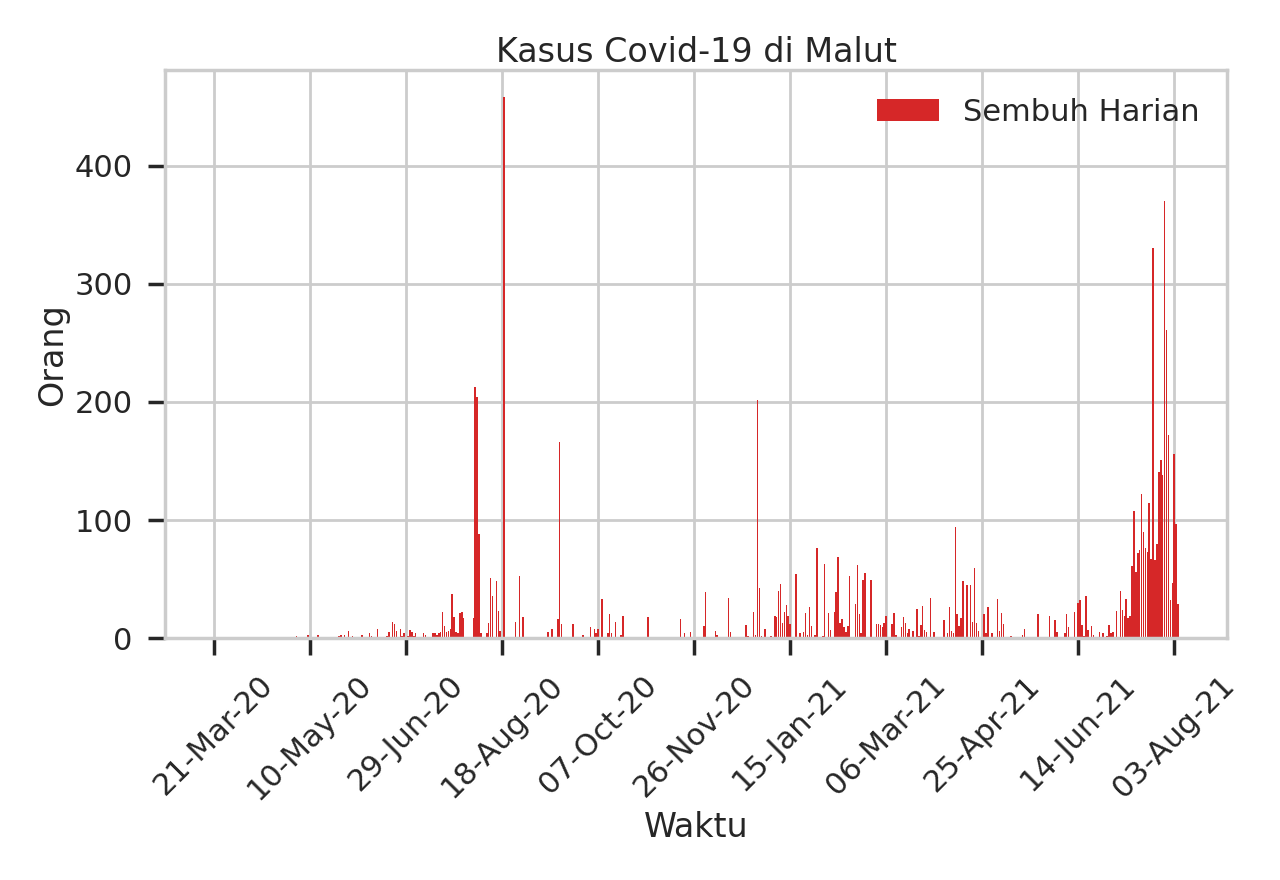 Kasus Covid-19 di Malut
Sembuh Harian
Orang
400
300
200
100
0
21-Mar-20
10-May-20
29-Jun-20
18-Aug-20
07-Oct-20
26-Nov-20
15-Jan-21
06-Mar-21
25-Apr-21
14-Jun-21
03-Aug-21
Waktu